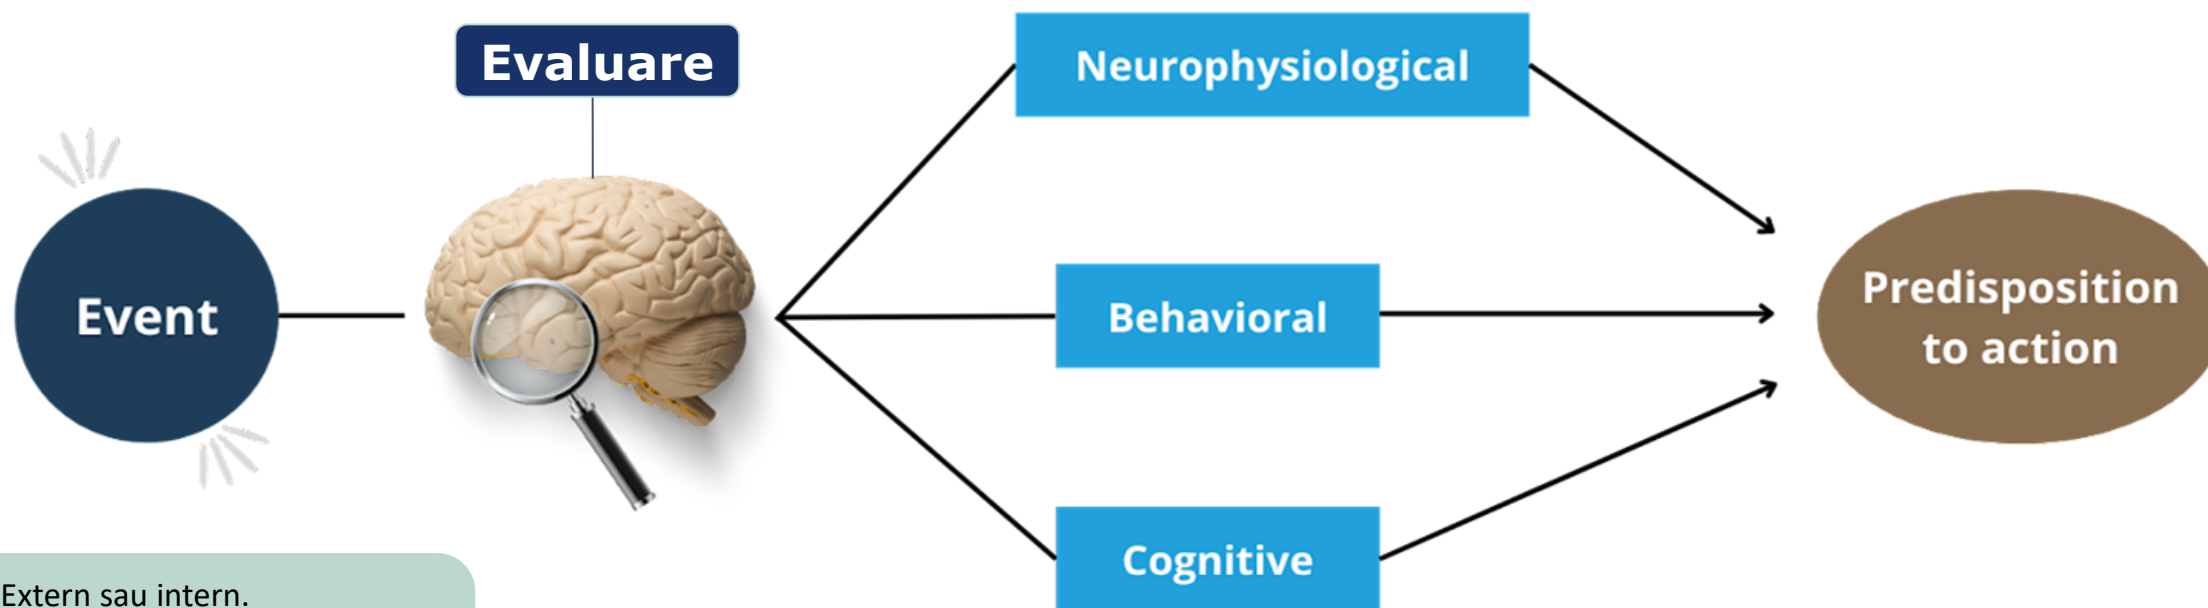 Evaluare
Neurophysiological
Event
Behavioral
Predisposition
to action
Cognitive
Extern sau intern.